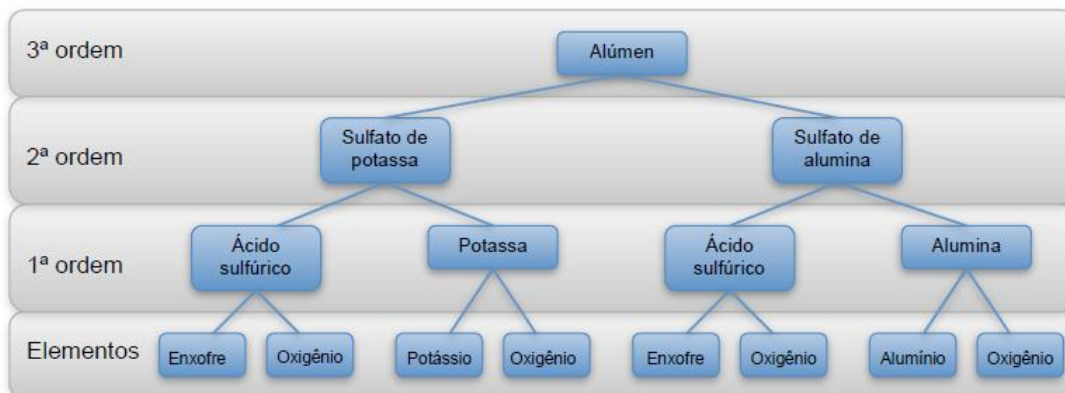 3ª ordem
Alúmen
2ª ordem
Sulfato de
potassa
Sulfato de
alumina
1ª ordem
Ácido
sulfúrico
Potassa
Ácido
sulfúrico
Alumina
Elementos
Enxofre
Oxigênio
Potássio
Oxigênio
Enxofre
Oxigênio
Alumínio
Oxigênio